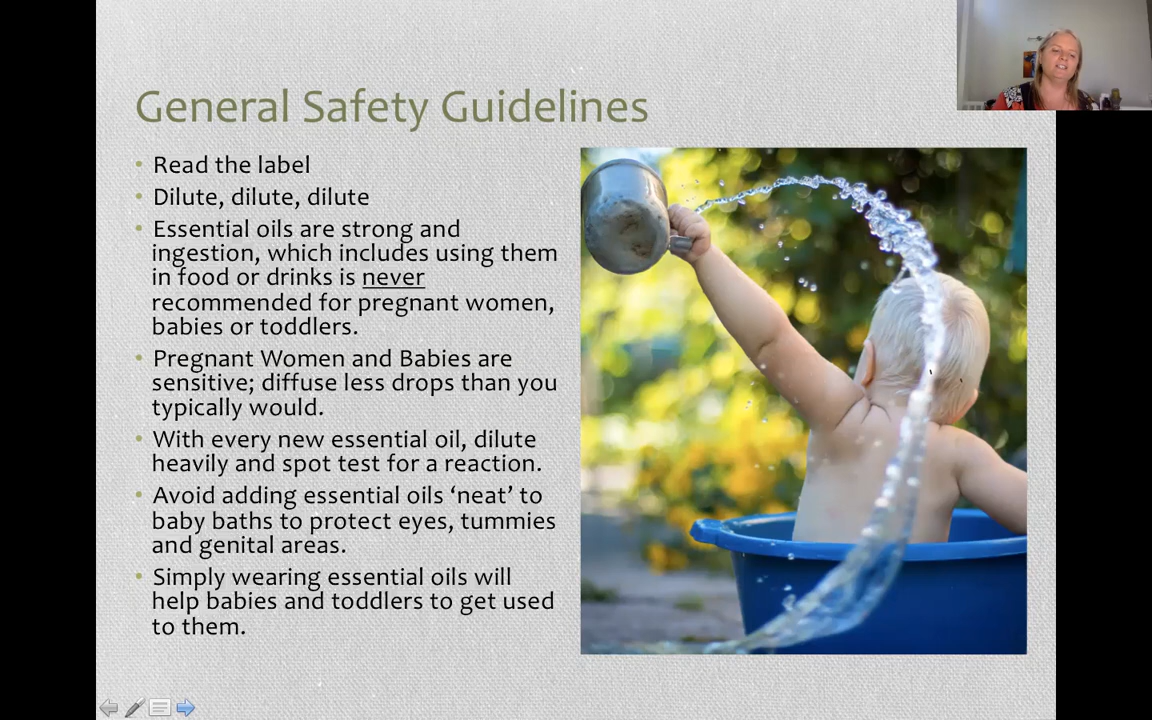 General Safety Guidelines
• Read the label
• Dilute, dilute, dilute
• Essential oils are strong and
ingestion, which includes using them
in food or drinks is never
recommended for pregnant women,
babies or toddlers.
• Pregnant Women and Babies are
sensitive; diffuse less drops than you
typically would.
• With every new essential oil, dilute
heavily and spot test for a reaction.
• Avoid adding essential oils ‘neat’ to
baby baths to protect eyes, tummies
and genital areas.
• Simply wearing essential oils will
help babies and toddlers to get used
to them.